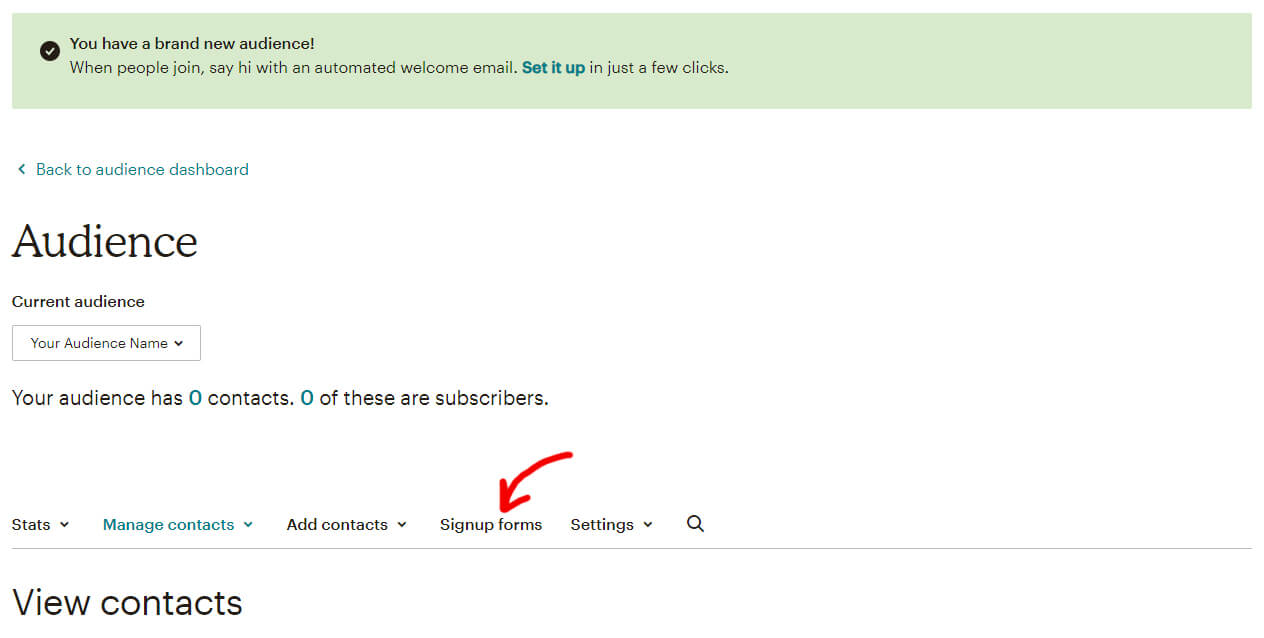 You have a brand new audience!
When people join, say hi with an automated welcome email. Set it up in just a few clicks.
Back to audience dashboard
Audience
Current audience
Your Audience Name
Your audience has 0 contacts. 0 of these are subscribers.
Stats Manage contacts Add contacts Signup forms Settings
View contacts